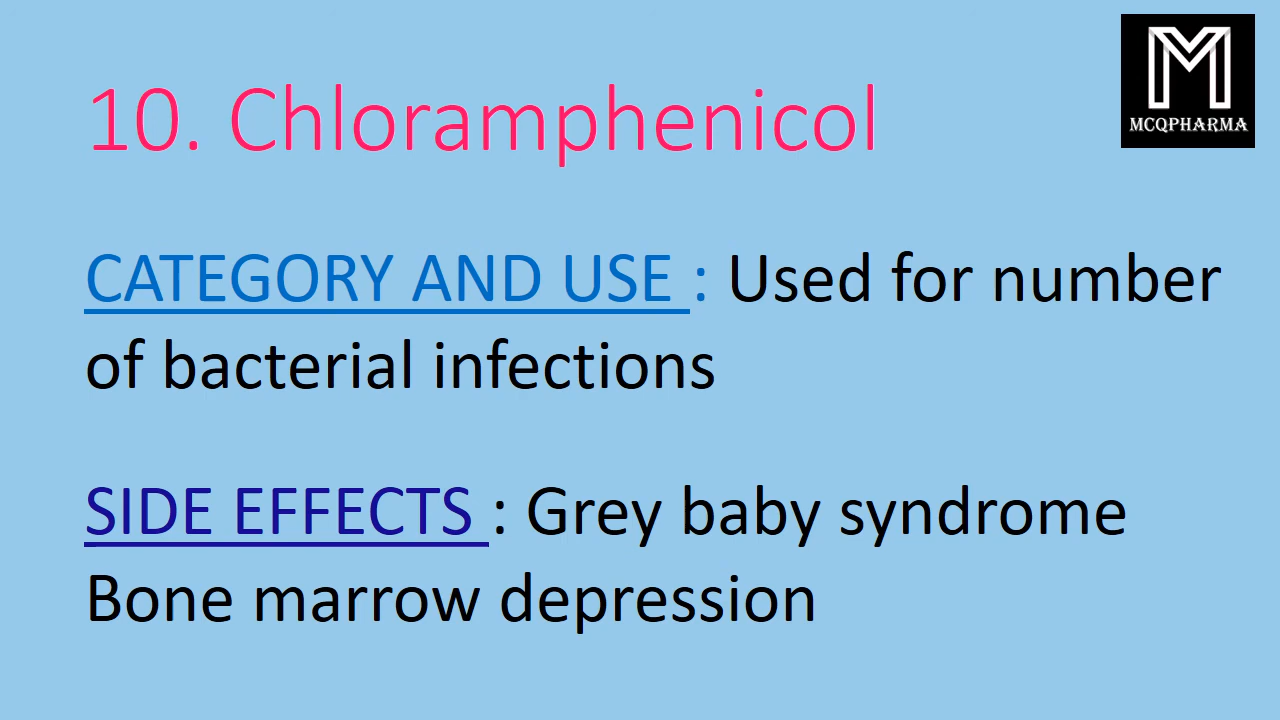 M
MCQPHARMA
10. Chloramphenicol
CATEGORY AND USE : Used for number
of bacterial infections
SIDE EFFECTS : Grey baby syndrome
Bone marrow depression